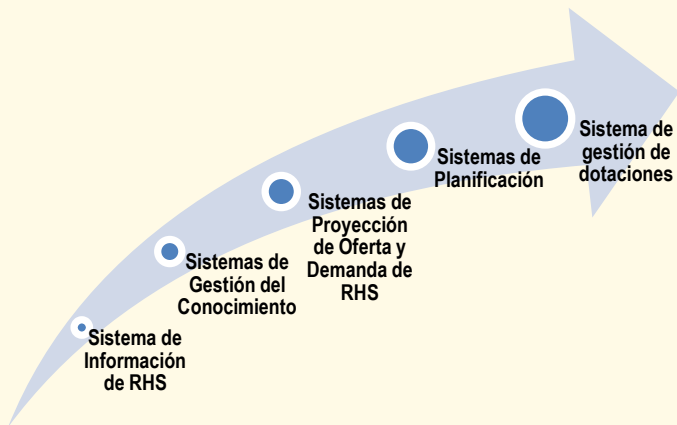 Sistema de
Información
de RHS
Sistemas de
Gestión del
Conocimiento
Sistemas de
Proyección
de Oferta y
Demanda de
RHS
Sistemas de
Planificación
Sistema de
gestión de
dotaciones